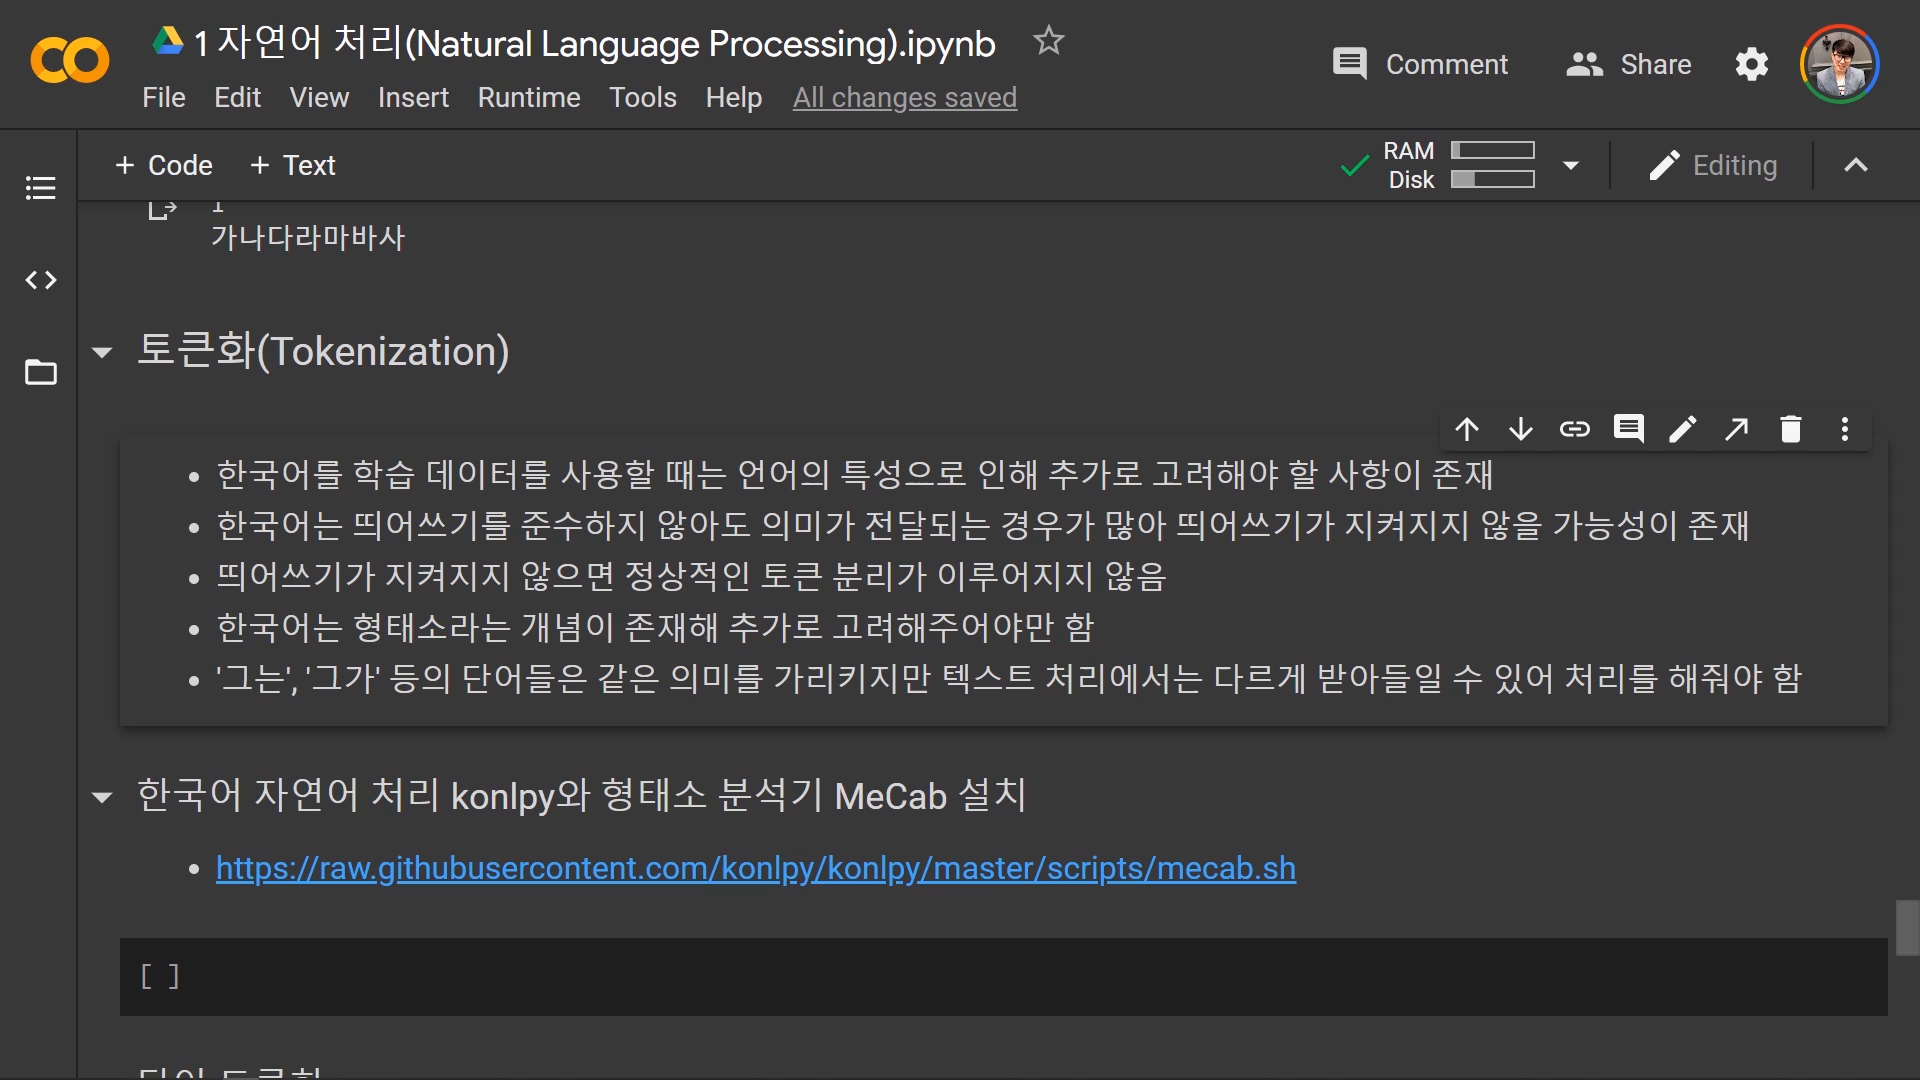 1 자연어 처리(Natural Language Processing).ipynb
Comment
Share
File Edit View Insert Runtime Tools Help All changes saved
+ Code + Text
RAM
Disk
Editing
1
가나다라마바사
토큰화(Tokenization)
한국어를 학습 데이터를 사용할 때는 언어의 특성으로 인해 추가로 고려해야 할 사항이 존재
한국어는 띄어쓰기를 준수하지 않아도 의미가 전달되는 경우가 많아 띄어쓰기가 지켜지지 않을 가능성이 존재
띄어쓰기가 지켜지지 않으면 정상적인 토큰 분리가 이루어지지 않음
한국어는 형태소라는 개념이 존재해 추가로 고려해주어야만 함
'그는', '그가' 등의 단어들은 같은 의미를 가리키지만 텍스트 처리에서는 다르게 받아들일 수 있어 처리를 해줘야 함
한국어 자연어 처리 konlpy와 형태소 분석기 MeCab 설치
https://raw.githubusercontent.com/konlpy/konlpy/master/scripts/mecab.sh
[ ]
단어 토큰화